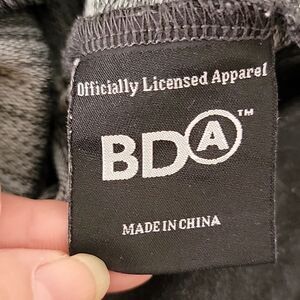 Officially Licensed Apparel
BDA™
MADE IN CHINA